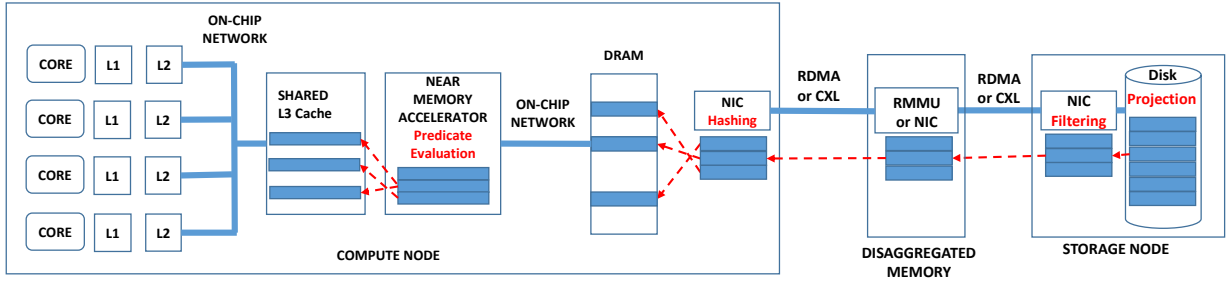 ON-CHIP
NETWORK
CORE
L1
L2
CORE
L1
L2
CORE
L1
L2
CORE
L1
L2
SHARED
L3 Cache
NEAR
MEMORY
ACCELERATOR
Predicate
Evaluation
ON-CHIP
NETWORK
DRAM
NIC
Hashing
COMPUTE NODE
RDMA
or CXL
RMMU
or NIC
DISAGGREGATED
MEMORY
RDMA
or CXL
NIC
Filtering
Disk
Projection
STORAGE NODE